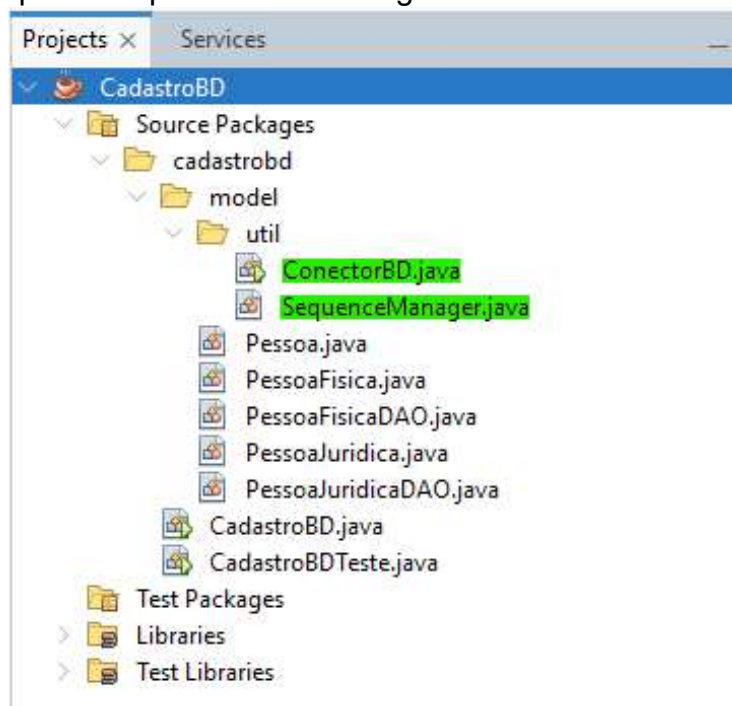 Projects × Services
CadastroBD
Source Packages
cadastrobd
model
util
ConectorBD.java
SequenceManager.java
Pessoa.java
PessoaFisica.java
PessoaFisicaDAO.java
PessoaJuridica.java
PessoaJuridicaDAO.java
CadastroBD.java
CadastroBDTeste.java
Test Packages
Libraries
Test Libraries